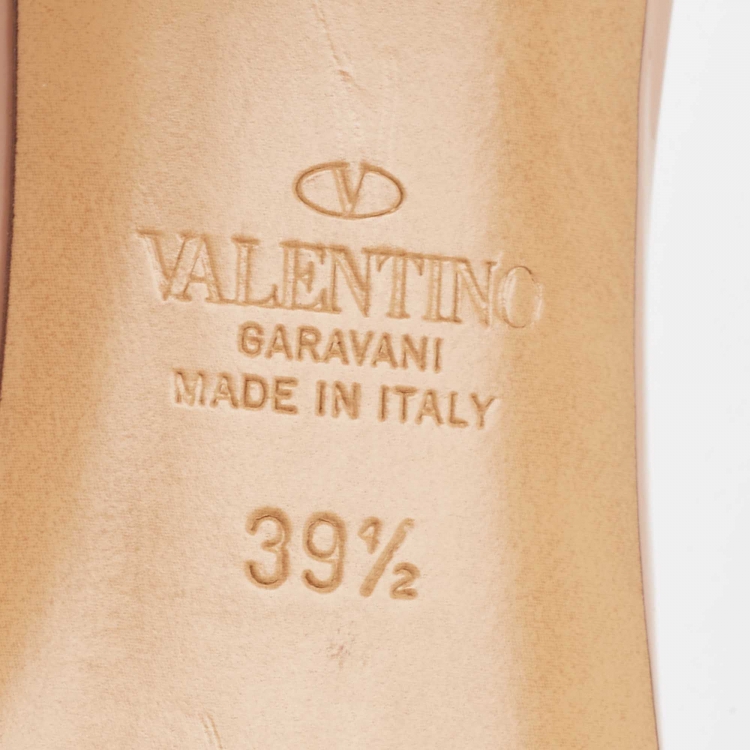 V
VALENTINO
GARAVANI
MADE IN ITALY
39½